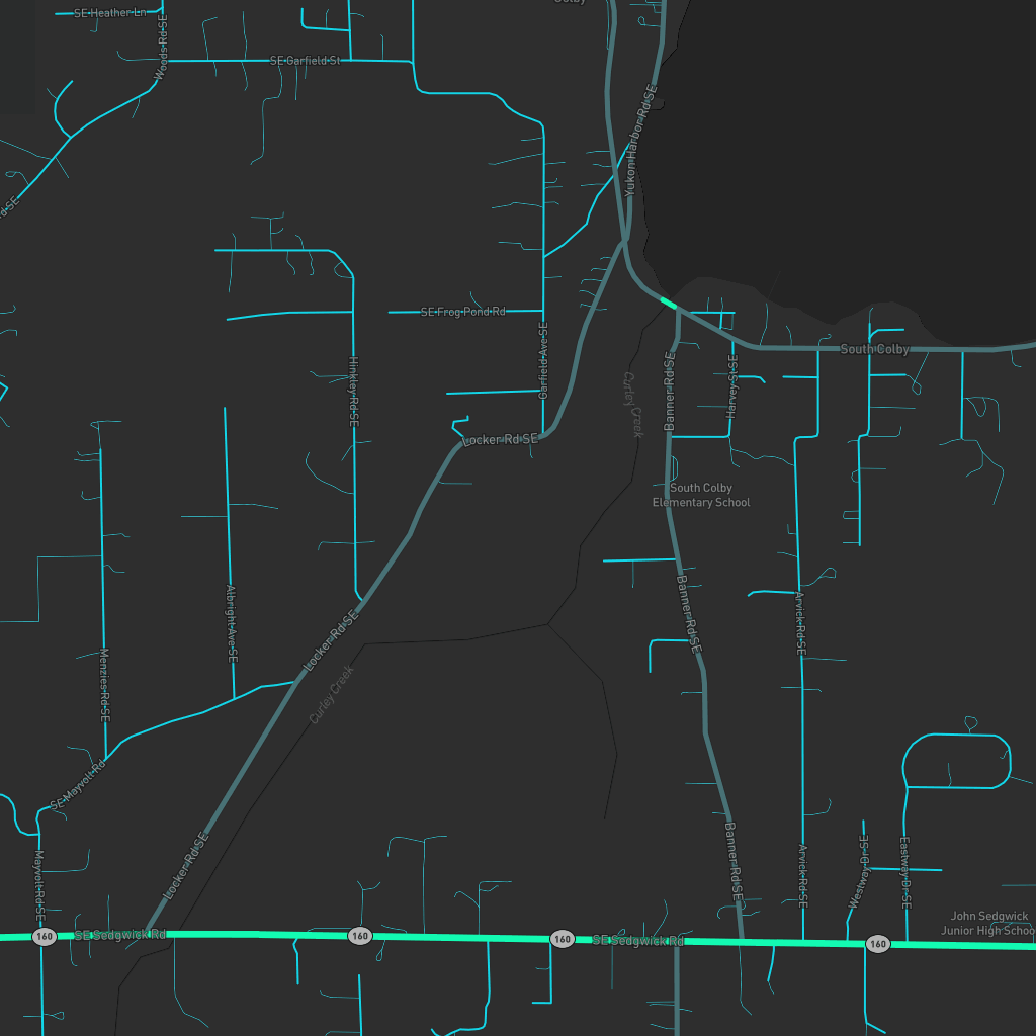 Colby
SE Heather Ln
Woods Rd SE
SE Garfield St
Yukon Harbor Rd SE
Rd SE
SE Frog Pond Rd
Garfield Ave SE
Hinkley Rd SE
Curley Creek
Banner Rd SE
Harvey St SE
South Colby
Locker Rd SE
South Colby
Elementary School
Albright Ave SE
Banner Rd SE
Arvick Rd SE
Locker Rd SE
Menzies Rd SE
Curley Creek
SE Mayvolt Rd
Locker Rd SE
Mayvolt Rd SE
Banner Rd SE
Arvick Rd SE
Westway Dr SE
Eastway Dr SE
John Sedgwick
Junior High Schoo
160
SE Sedgwick Rd
160
160
SE Sedgwick Rd
160